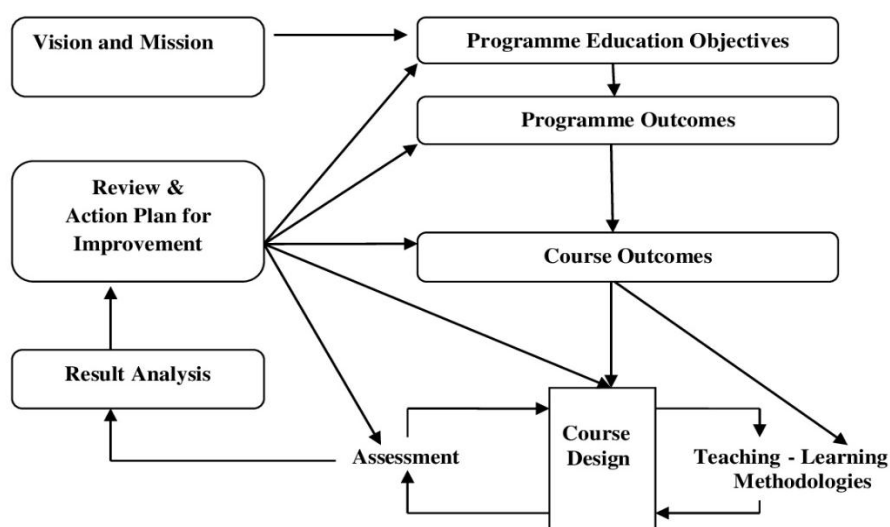 Vision and Mission
Programme Education Objectives
Programme Outcomes
Review &
Action Plan for
Improvement
Course Outcomes
Result Analysis
Assessment
Course
Design
Teaching - Learning
Methodologies